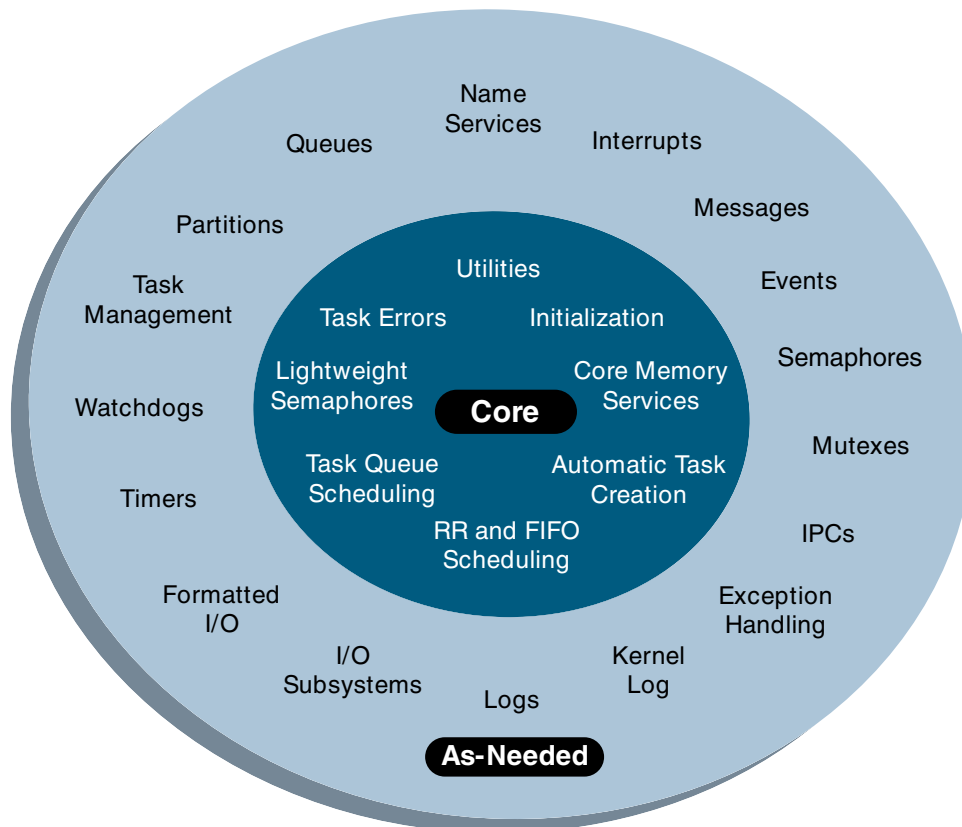 Name
Services
Queues
Interrupts
Messages
Partitions
Events
Task
Management
Semaphores
Watchdogs
Mutexes
Timers
IPCs
Formatted
I/O
Exception
Handling
I/O
Subsystems
Kernel
Log
Logs
As-Needed
Utilities
Task Errors
Initialization
Lightweight
Semaphores
Core Memory
Services
Core
Task Queue
Scheduling
Automatic Task
Creation
RR and FIFO
Scheduling